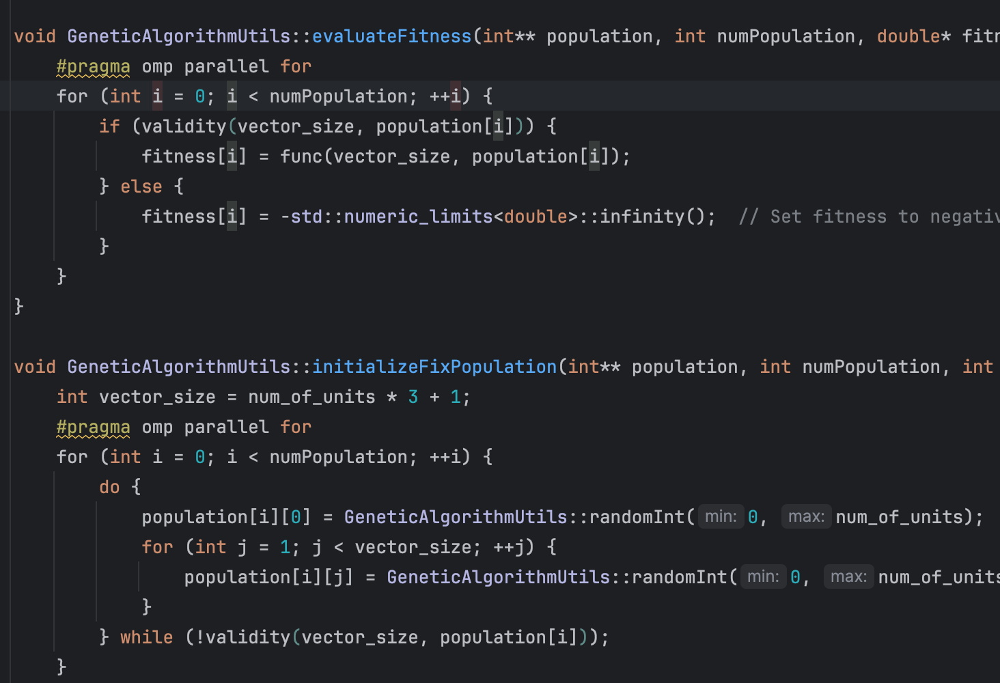 void GeneticAlgorithmUtils::evaluateFitness(int** population, int numPopulation, double*
#pragma omp parallel for
for (int i = 0; i < numPopulation; ++i) {
if (validity(vector_size, population[i])) {
fitness[i] = func(vector_size, population[i]);
} else {
fitness[i] = -std::numeric_limits<double>::infinity();  // Set fitness to
}
}
}
void GeneticAlgorithmUtils::initializeFixPopulation(int** population, int numPopulation, int
int vector_size = num_of_units * 3 + 1;
#pragma omp parallel for
for (int i = 0; i < numPopulation; ++i) {
do {
population[i][0] = GeneticAlgorithmUtils::randomInt( min: 0, max: num_of_units);
for (int j = 1; j < vector_size; ++j) {
population[i][j] = GeneticAlgorithmUtils::randomInt( min: 0, max: num_of_units
}
} while (!validity(vector_size, population[i]));
}